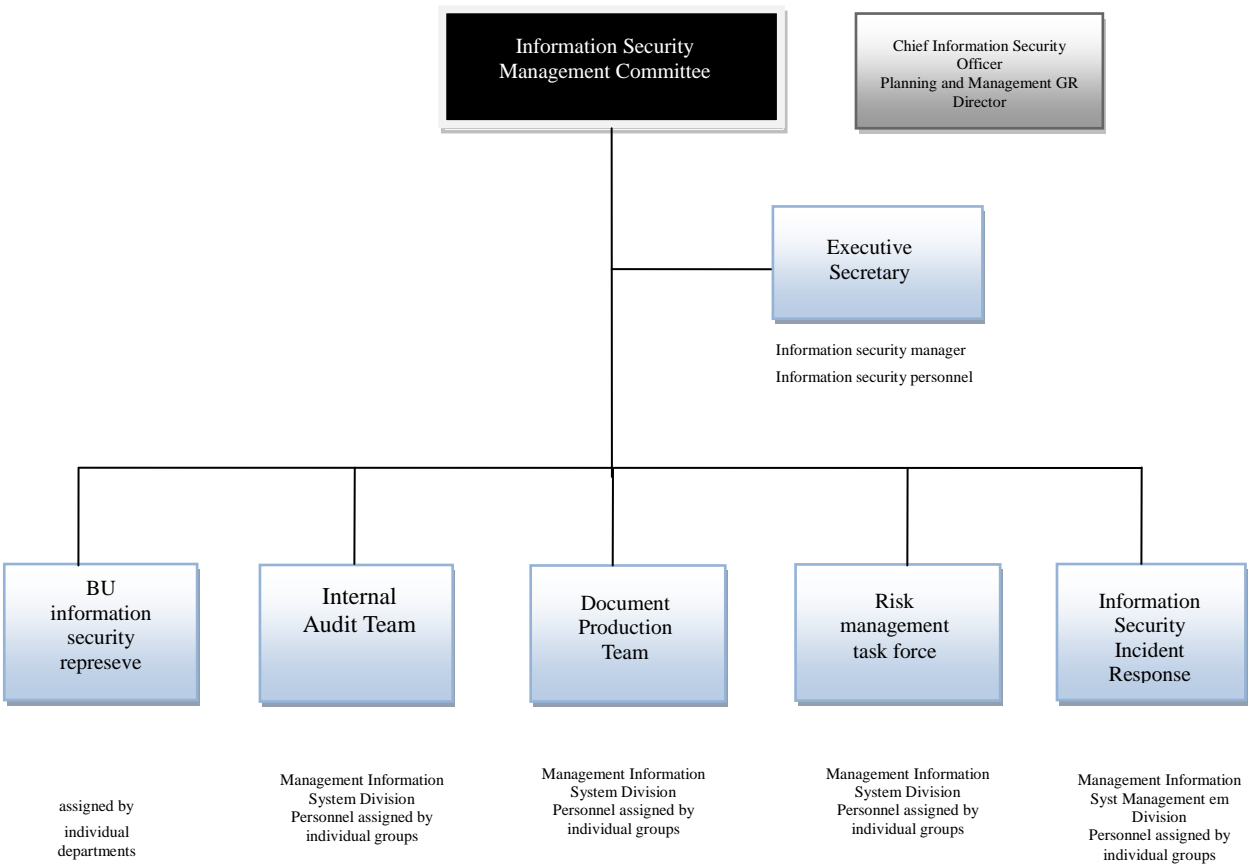 Information Security
Management Committee
Chief Information Security
Officer
Planning and Management GR
Director
Executive
Secretary
Information security manager
Information security personnel
BU
information
security
represeve
Internal
Audit Team
Document
Production
Team
Risk
management
task force
Information
Security
Incident
Response
assigned by
individual
departments
Management Information
System Division
Personnel assigned by
individual groups
Management Information
System Division
Personnel assigned by
individual groups
Management Information
System Division
Personnel assigned by
individual groups
Management Information
Syst Management em
Division
Personnel assigned by
individual groups